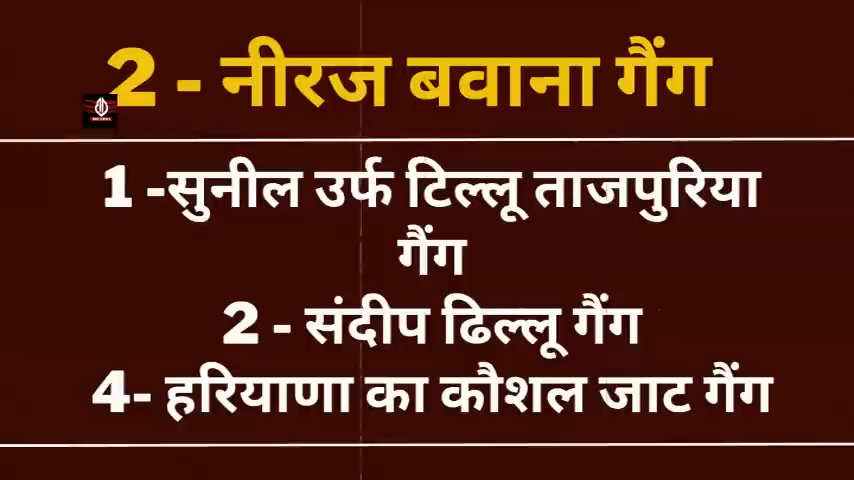 2 - नीरज बवाना गैंग
1 -सुनील उर्फ टिल्लू ताजपुरिया
गैंग
2 - संदीप ढिल्लू गैंग
4- हरियाणा का कौशल जाट गैंग